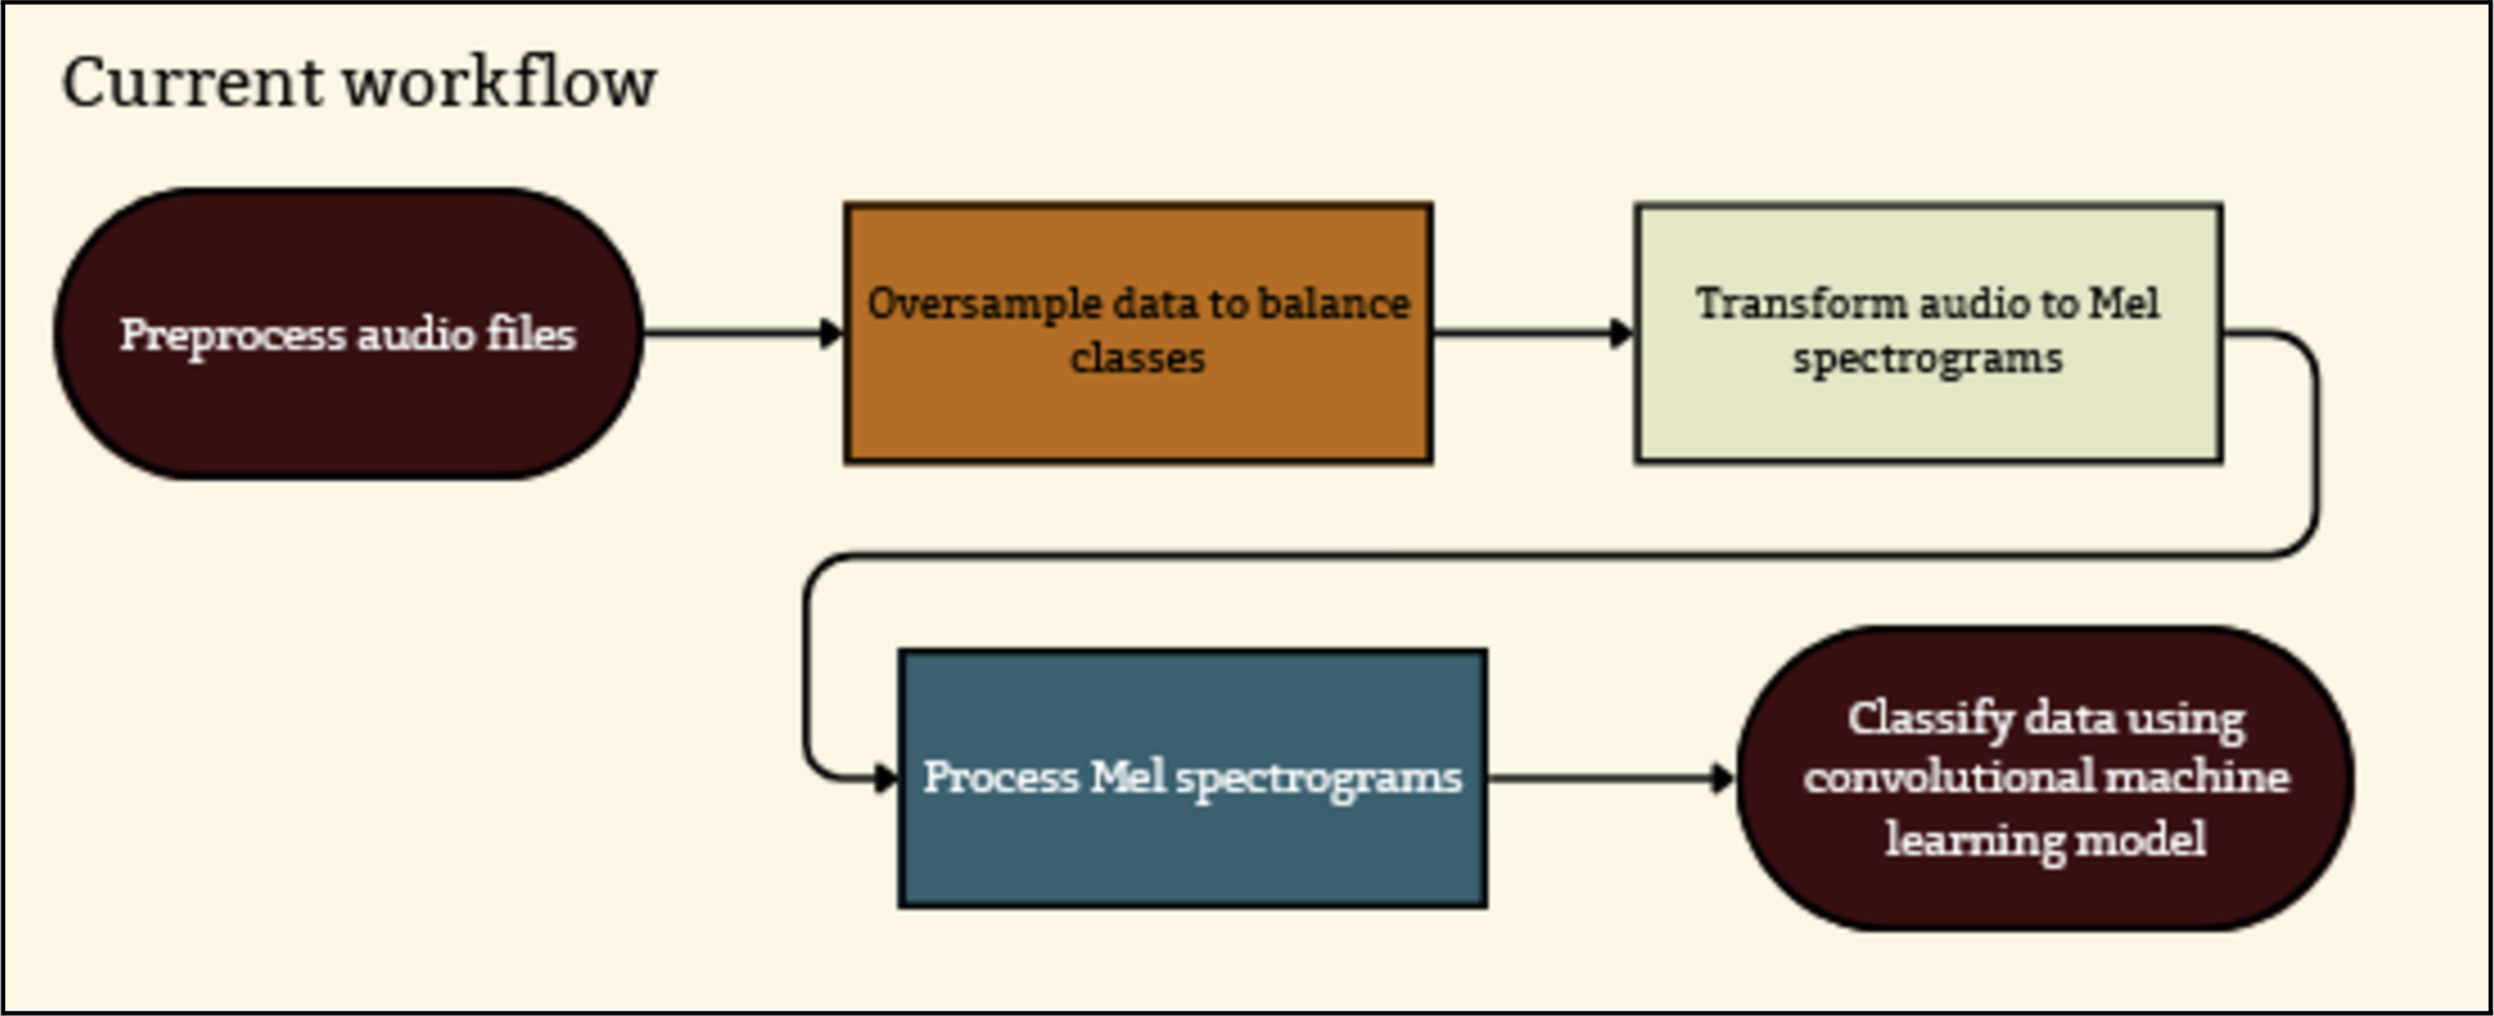 Current workflow
Preprocess audio files
Oversample data to balance
classes
Transform audio to Mel
spectrograms
Process Mel spectrograms
Classify data using
convolutional machine
learning model